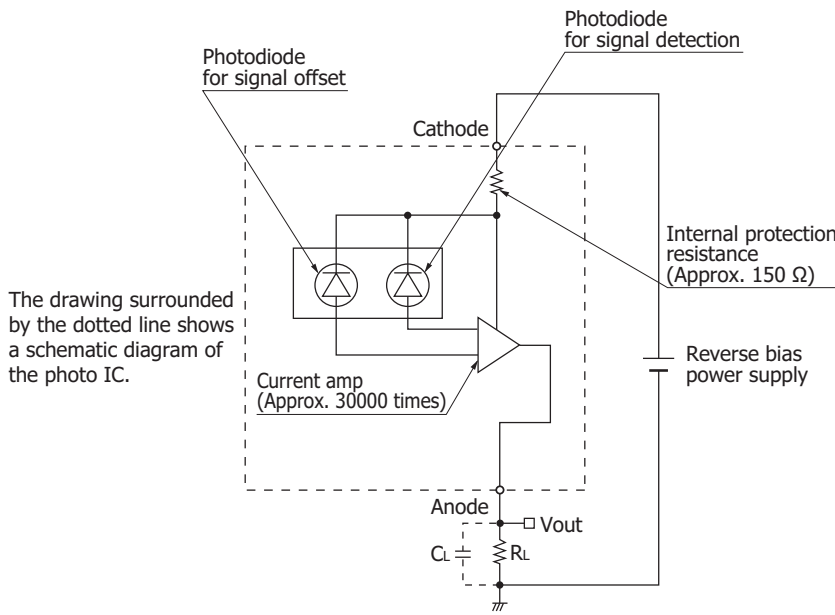 Photodiode
for signal detection
Photodiode
for signal offset
Cathode
Internal protection
resistance
(Approx. 150 Ω)
The drawing surrounded
by the dotted line shows
a schematic diagram of
the photo IC.
Reverse bias
power supply
Current amp
(Approx. 30000 times)
Anode
Vout
CL
RL